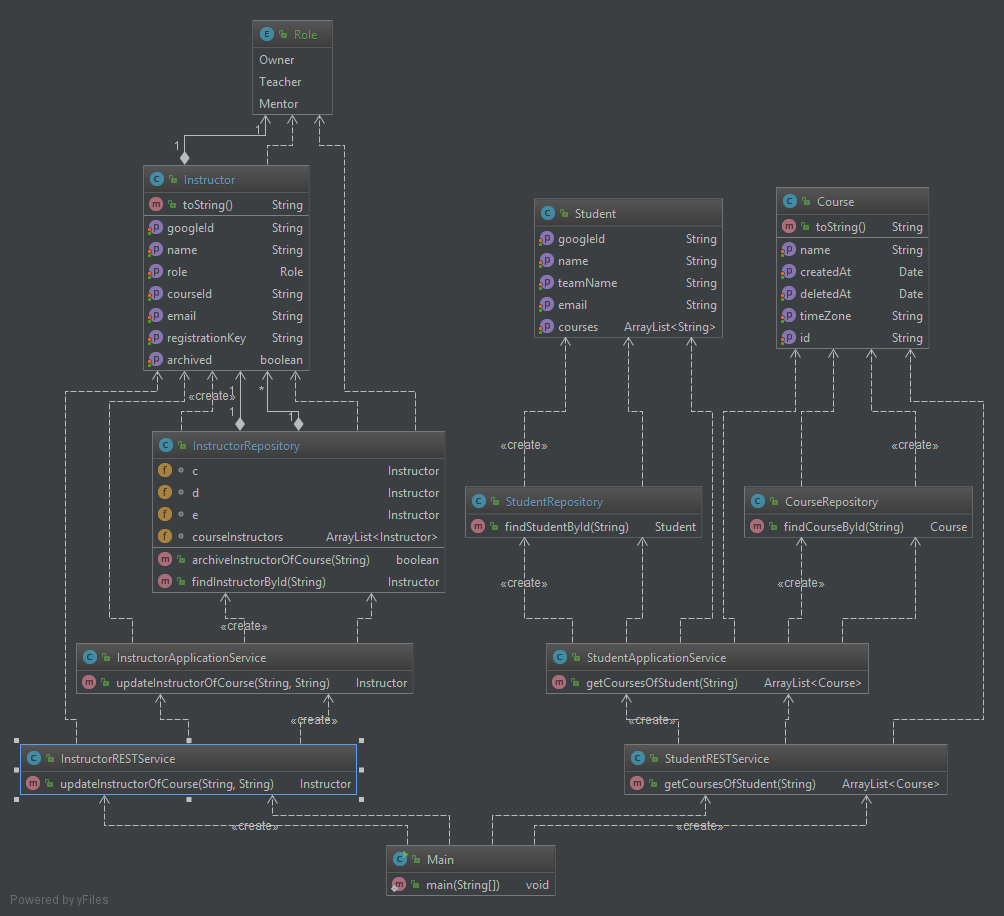 Role
Owner
Teacher
Mentor
1
1
Instructor
toString() String
googleId String
name String
role Role
courseId String
email String
registrationKey String
archived boolean
Student
googleId String
name String
teamName String
email String
courses ArrayList<String>
Course
toString() String
name String
createdAt Date
deletedAt Date
timeZone String
id String
«create»
1
*
1
1
InstructorRepository
c Instructor
d Instructor
e Instructor
courseInstructors ArrayList<Instructor>
archiveInstructorOfCourse(String) boolean
findInstructorById(String) Instructor
«create»
«create»
StudentRepository
findStudentById(String) Student
CourseRepository
findCourseById(String) Course
«create»
«create»
«create»
InstructorApplicationService
updateInstructorOfCourse(String, String) Instructor
StudentApplicationService
getCoursesOfStudent(String) ArrayList<Course>
«create»
«create»
InstructorRESTService
updateInstructorOfCourse(String, String) Instructor
StudentRESTService
getCoursesOfStudent(String) ArrayList<Course>
«create»
«create»
Main
main(String[]) void
Powered by yFiles